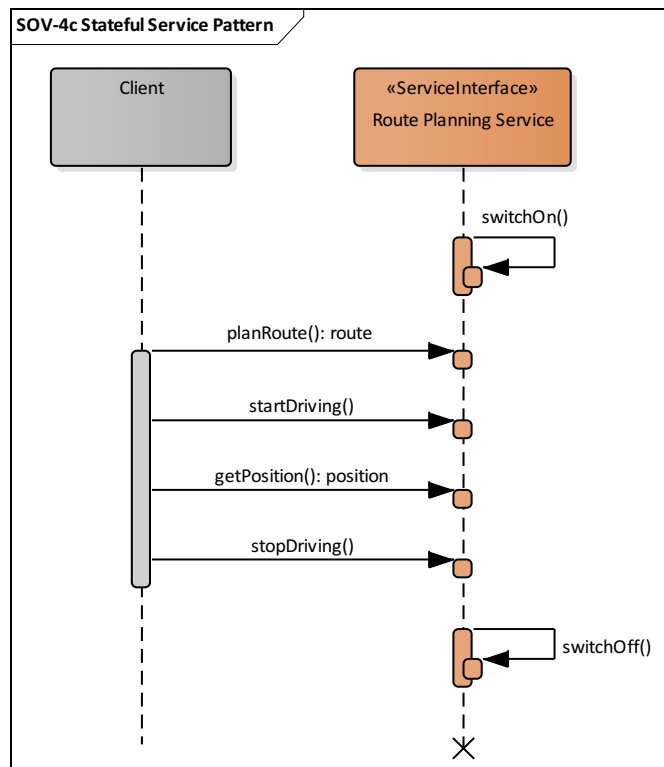 SOV-4c Stateful Service Pattern
Client
«ServiceInterface»
Route Planning Service
switchOn()
planRoute(): route
startDriving()
getPosition(): position
stopDriving()
switchOff()